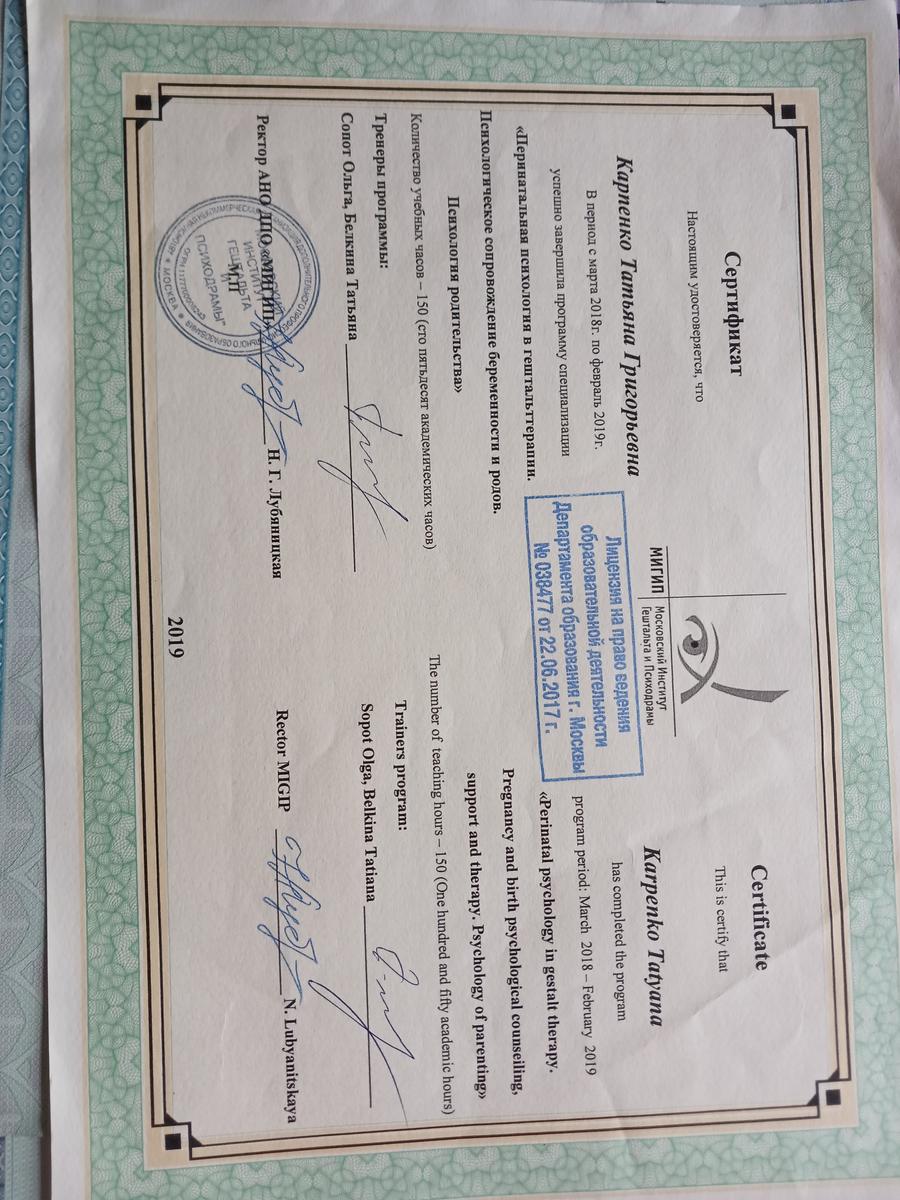 Сертификат
Настоящим удостоверяется, что
Карпенко Татьяна Григорьевна
В период с марта 2018г. по февраль 2019г.
успешно завершила программу специализации
«Перинатальная психология в гештальттерапии.
Психологическое сопровождение беременности и родов.
Психология родительства»
Количество учебных часов – 150 (сто пятьдесят академических часов)
Тренеры программы:
Сопот Ольга, Белкина Татьяна
Ректор АНО ДПО «МИГИП» Н. Г. Лубяницкая
М.П
ИНСТИТУТ
ГЕШТАЛЬТА
И
ПСИХОДРАМЫ"
МОСКВА
МИГИП
Московский Институт
Гештальта и Психодрамы
Лицензия на право ведения
образовательной деятельности
Департамента образования г. Москвы
№ 038477 от 22.06.2017 г.
Certificate
This is certify that
Karpenko Tatyana
has completed the program
program period: March 2018 – February 2019
«Perinatal psychology in gestalt therapy.
Pregnancy and birth psychological counseiling,
support and therapy. Psychology of parenting»
The number of teaching hours – 150 (One hundred and fifty academic hours)
Trainers program:
Sopot Olga, Belkina Tatiana
Rector MIGIP N. Lubyanitskaya
2019